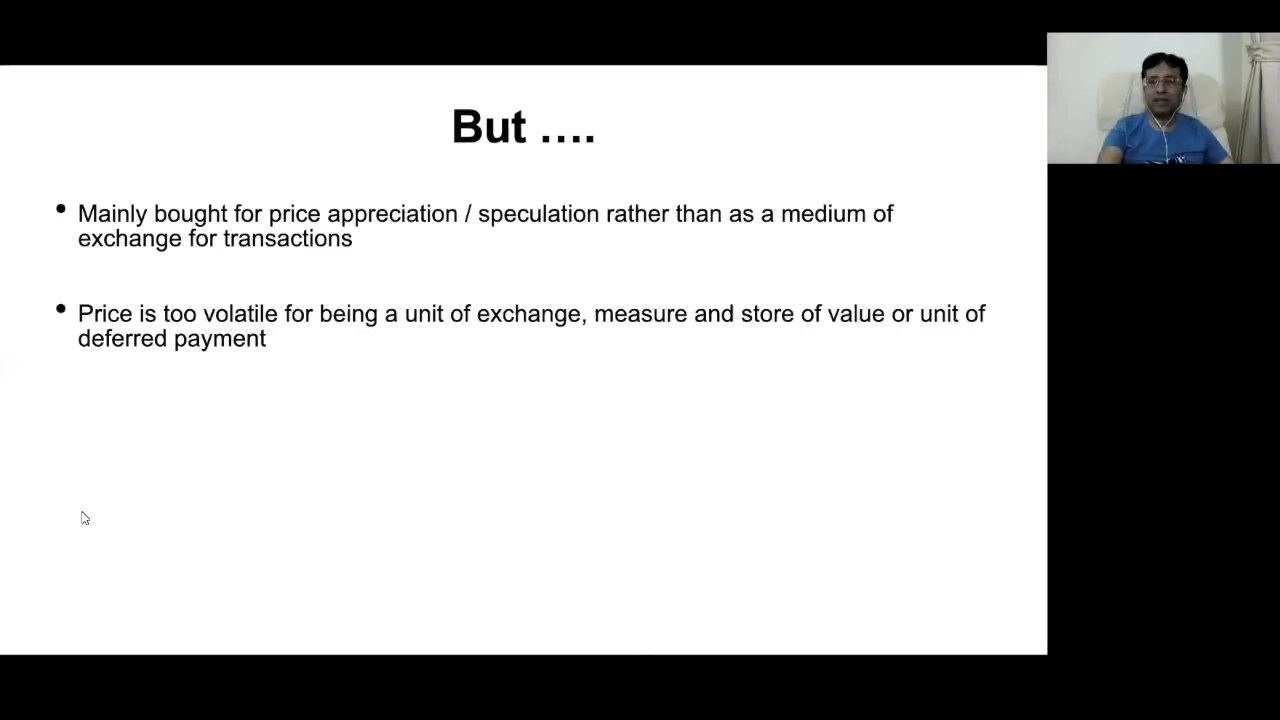 But ....
• Mainly bought for price appreciation / speculation rather than as a medium of
exchange for transactions
• Price is too volatile for being a unit of exchange, measure and store of value or unit of
deferred payment